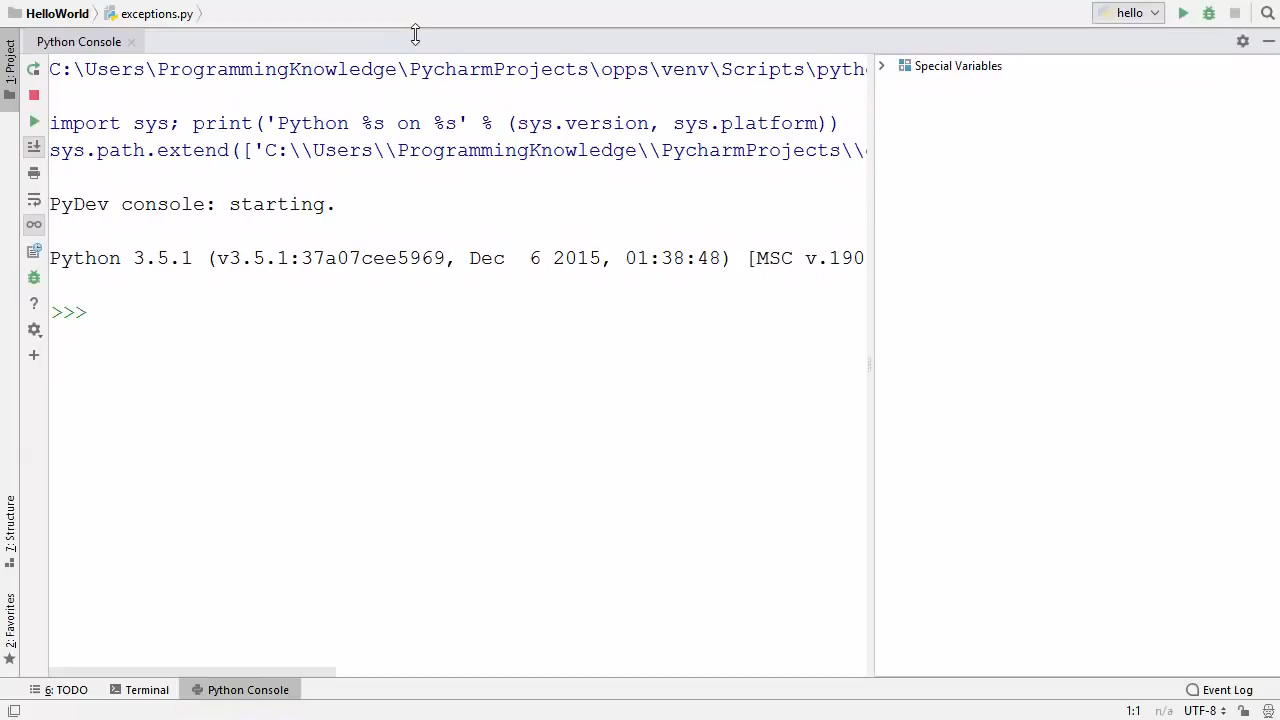 HelloWorld exceptions.py hello
Python Console
1: Project
C:\Users\ProgrammingKnowledge\PycharmProjects\opps\venv\Scripts\pyth
Special Variables
import sys; print('Python %s on %s' % (sys.version, sys.platform))
sys.path.extend(['C:\\Users\\ProgrammingKnowledge\\PycharmProjects\\
PyDev console: starting.
Python 3.5.1 (v3.5.1:37a07cee5969, Dec  6 2015, 01:38:48) [MSC v.190
>>>
7: Structure
2: Favorites
6: TODO Terminal Python Console Event Log
1:1 n/a UTF-8